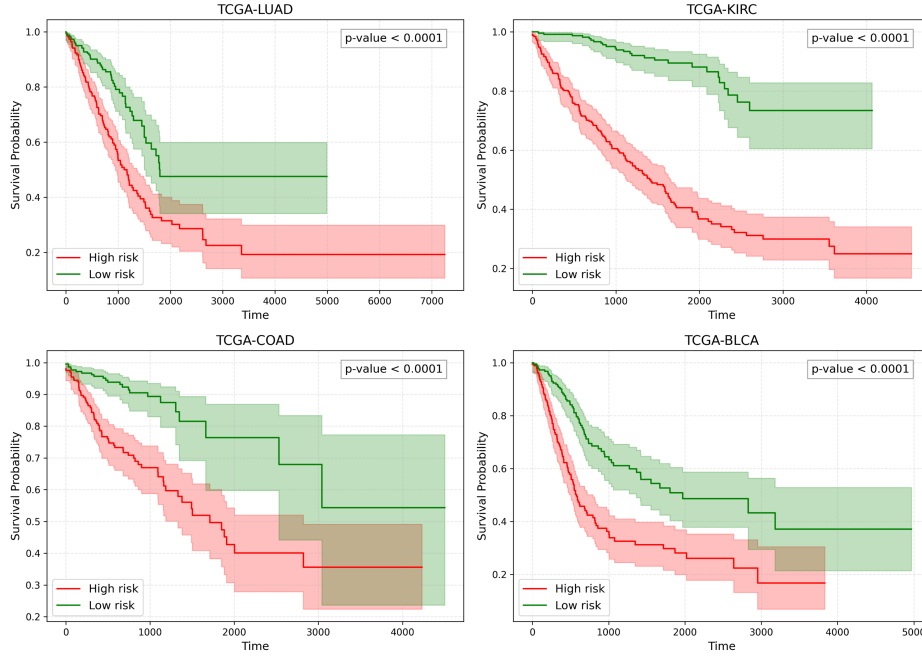 TCGA-LUAD
p-value < 0.0001
Survival Probability
1.0
0.8
0.6
0.4
0.2
High risk
Low risk
0
1000
2000
3000
4000
5000
6000
7000
Time
TCGA-KIRC
p-value < 0.0001
Survival Probability
1.0
0.8
0.6
0.4
0.2
High risk
Low risk
0
1000
2000
3000
4000
Time
TCGA-COAD
p-value < 0.0001
Survival Probability
1.0
0.9
0.8
0.7
0.6
0.5
0.4
0.3
0.2
High risk
Low risk
0
1000
2000
3000
4000
Time
TCGA-BLCA
p-value < 0.0001
Survival Probability
1.0
0.8
0.6
0.4
0.2
High risk
Low risk
0
1000
2000
3000
4000
5000
Time